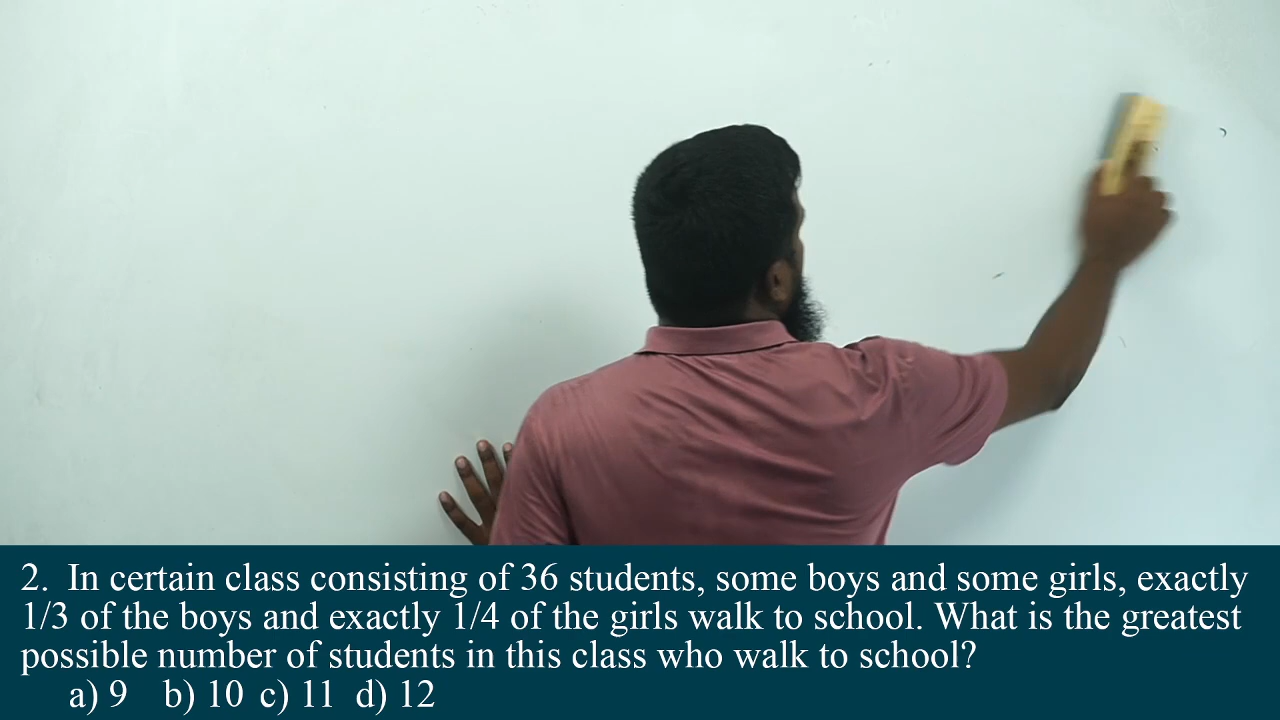 2. In certain class consisting of 36 students, some boys and some girls, exactly
1/3 of the boys and exactly 1/4 of the girls walk to school. What is the greatest
possible number of students in this class who walk to school?
a) 9 b) 10 c) 11 d) 12